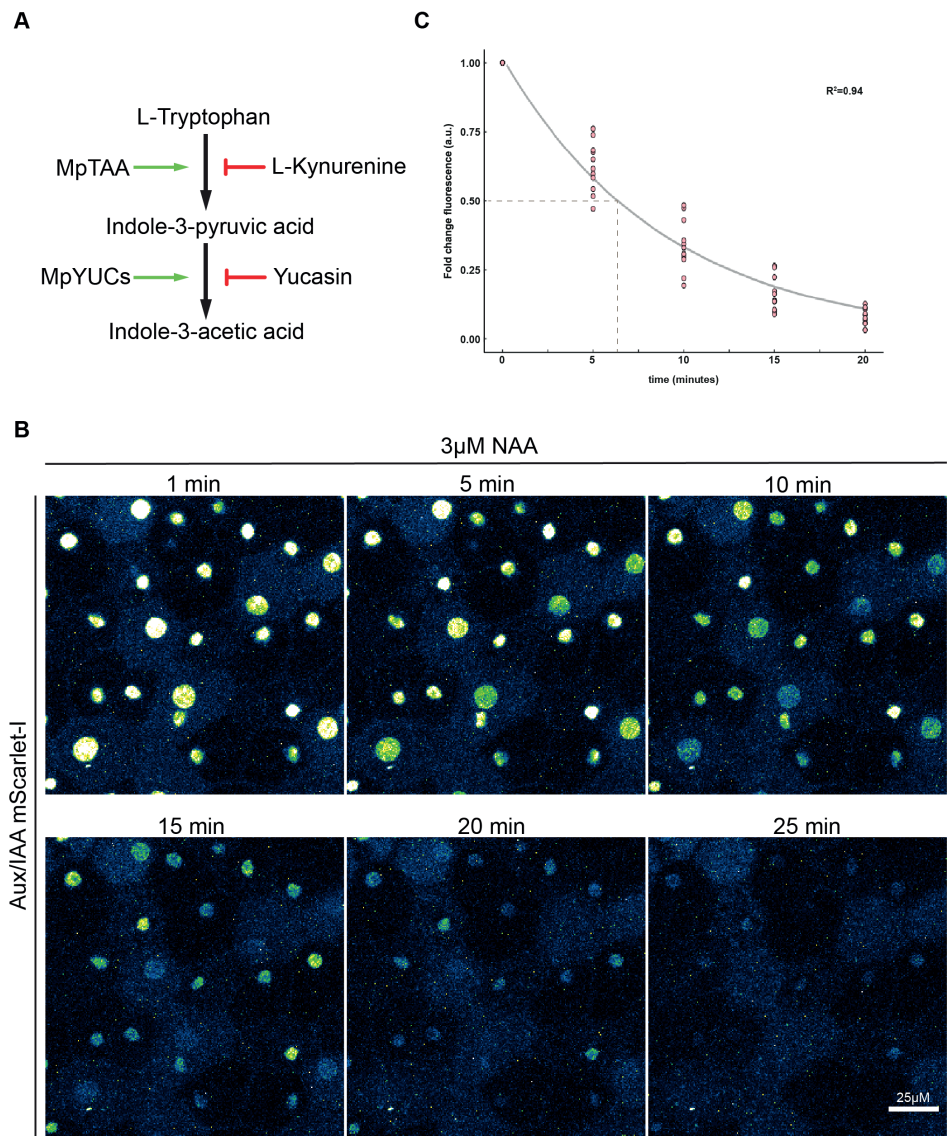 A
L-Tryptophan
MpTAA
L-Kynurenine
Indole-3-pyruvic acid
MpYUCs
Yucasin
Indole-3-acetic acid
C
1.00
0.75
0.50
0.25
0.00
Fold change fluorescence (a.u.)
R²=0.94
0
5
10
15
20
time (minutes)
B
3µM NAA
1 min
5 min
10 min
Aux/IAA mScarlet-I
15 min
20 min
25 min
25µM